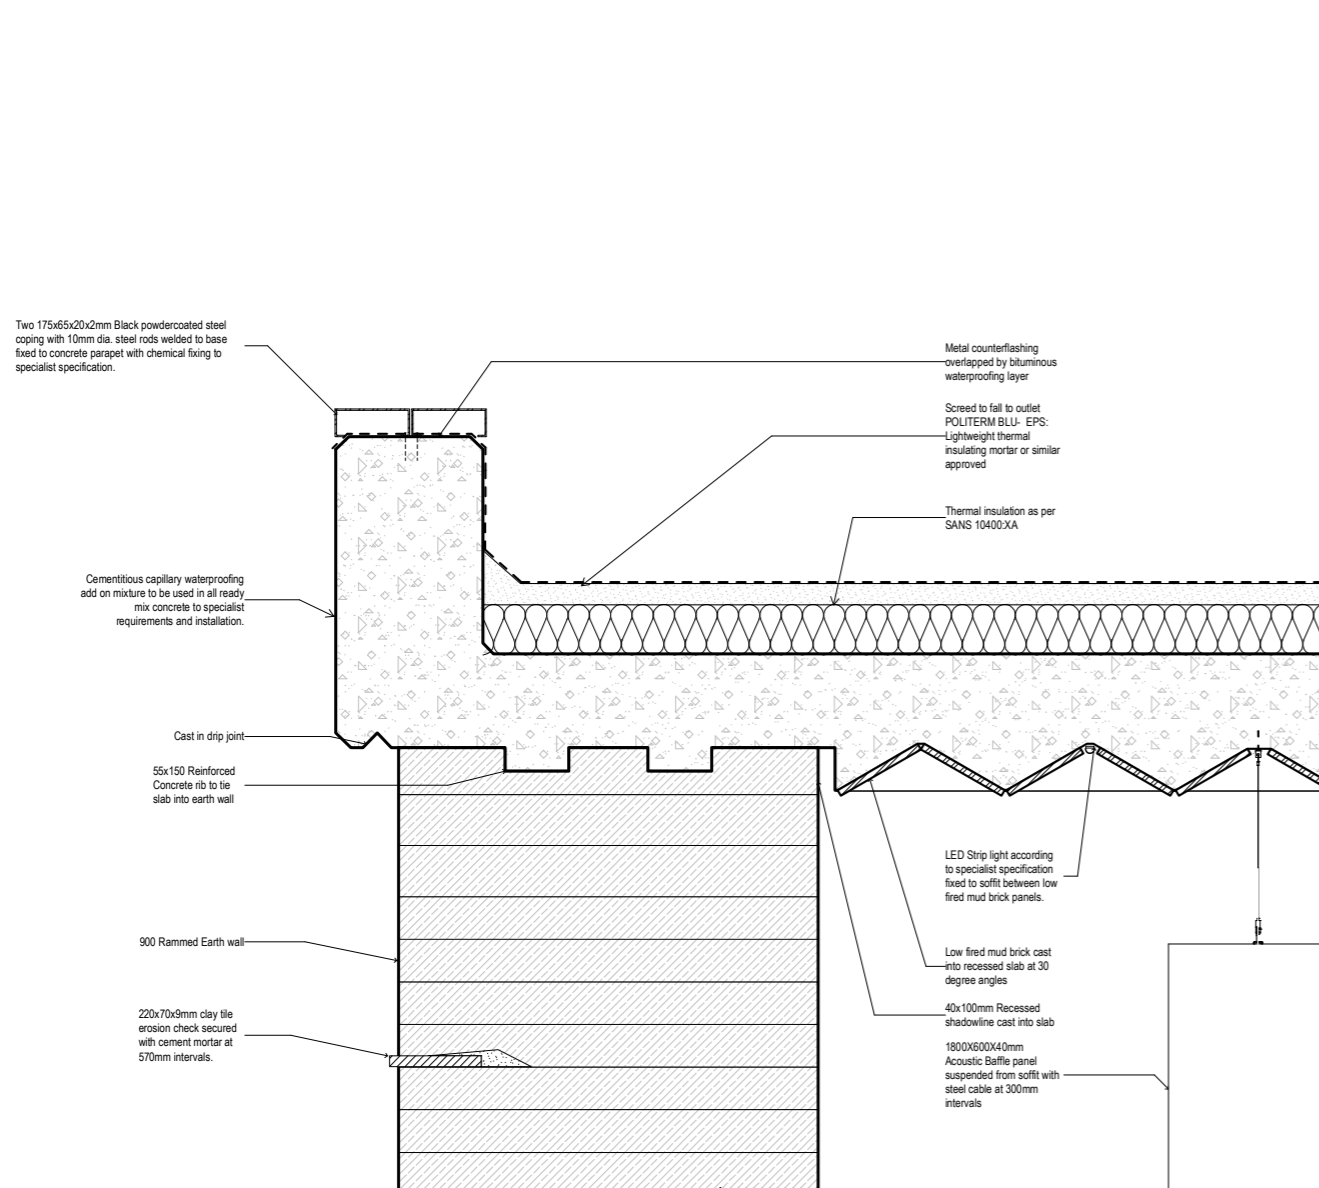 Two 175x65x20x2mm Black powdercoated steel
coping with 10mm dia. steel rods welded to base
fixed to concrete parapet with chemical fixing to
specialist specification.
Cementitious capillary waterproofing
add on mixture to be used in all ready
mix concrete to specialist
requirements and installation.
Cast in drip joint
55x150 Reinforced
Concrete rib to tie
slab into earth wall
900 Rammed Earth wall
220x70x9mm clay tile
erosion check secured
with cement mortar at
570mm intervals.
Metal counterflashing
overlapped by bituminous
waterproofing layer
Screed to fall to outlet
POLITERM BLU- EPS:
Lightweight thermal
insulating mortar or similar
approved
Thermal insulation as per
SANS 10400:XA
LED Strip light according
to specialist specification
fixed to soffit between low
fired mud brick panels.
Low fired mud brick cast
into recessed slab at 30
degree angles
40x100mm Recessed
shadowline cast into slab
1800X600X40mm
Acoustic Baffle panel
suspended from soffit with
steel cable at 300mm
intervals